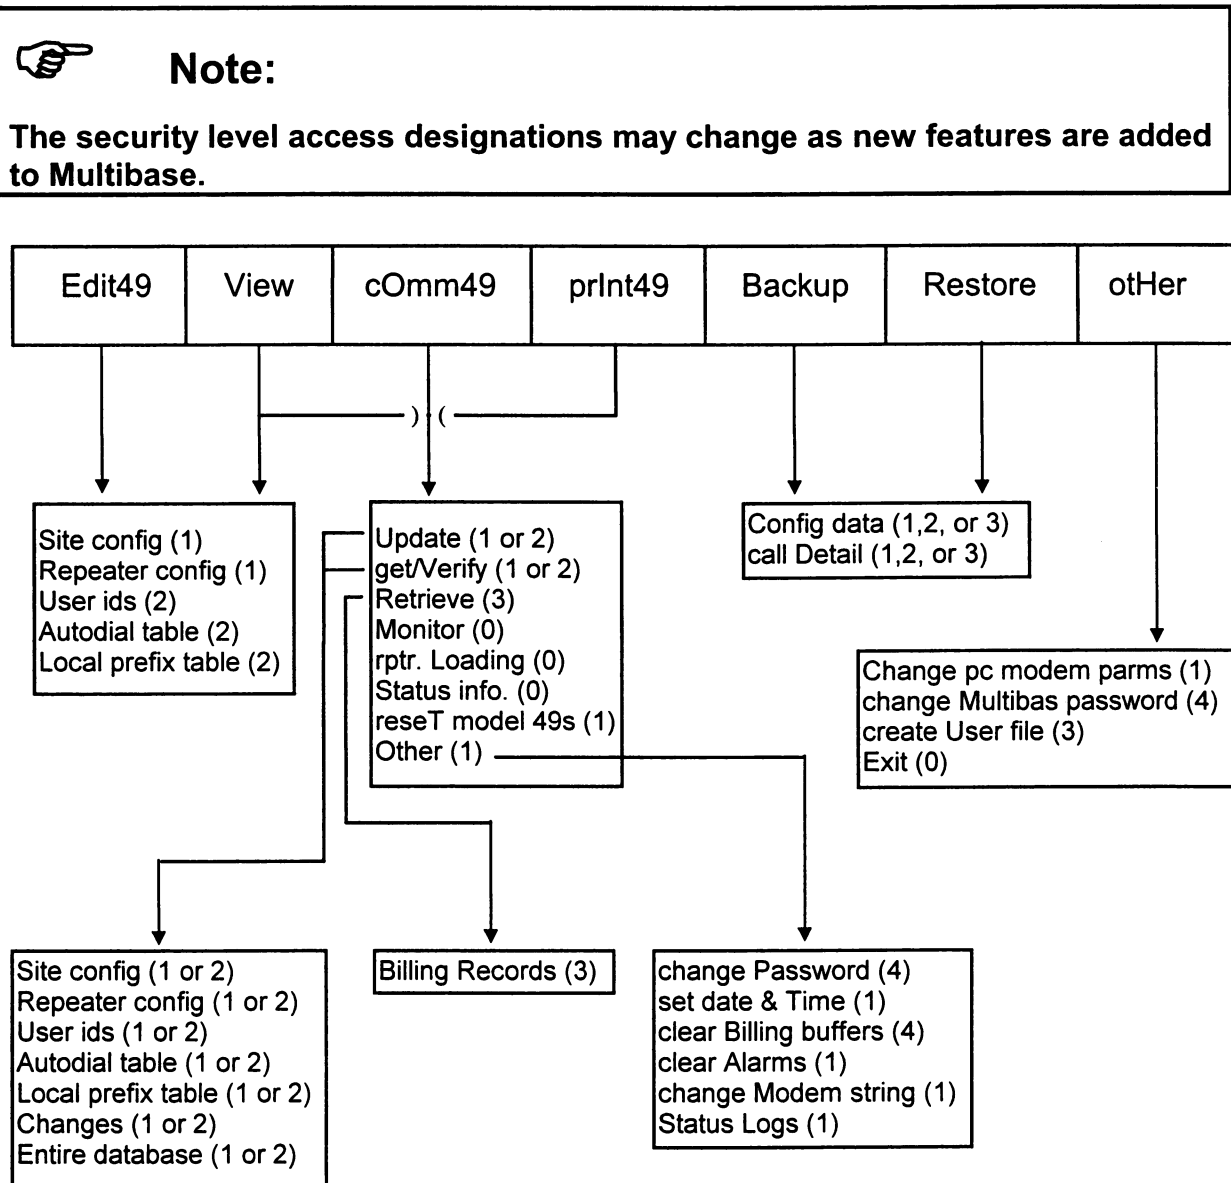 Note:
The security level access designations may change as new features are added
to Multibase.
Edit49 View cOmm49 prInt49 Backup Restore otHer
) (
Site config (1)
Repeater config (1)
User ids (2)
Autodial table (2)
Local prefix table (2)
Update (1 or 2)
get/Verify (1 or 2)
Retrieve (3)
Monitor (0)
rptr. Loading (0)
Status info. (0)
reseT model 49s (1)
Other (1)
Config data (1,2, or 3)
call Detail (1,2, or 3)
Change pc modem parms (1)
change Multibas password (4)
create User file (3)
Exit (0)
Site config (1 or 2)
Repeater config (1 or 2)
User ids (1 or 2)
Autodial table (1 or 2)
Local prefix table (1 or 2)
Changes (1 or 2)
Entire database (1 or 2)
Billing Records (3)
change Password (4)
set date & Time (1)
clear Billing buffers (4)
clear Alarms (1)
change Modem string (1)
Status Logs (1)